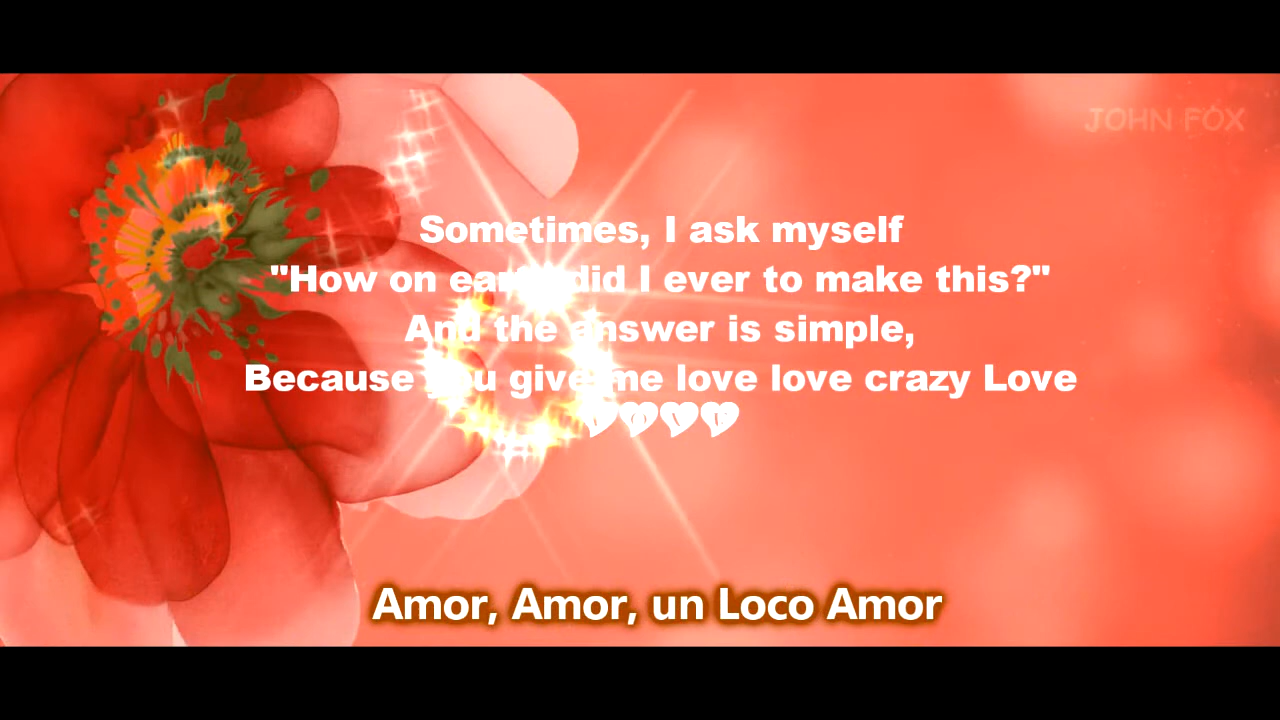 JOHN FOX
Sometimes, I ask myself
"How on earth did I ever to make this?"
And the answer is simple,
Because you give me love love crazy Love
Amor, Amor, un Loco Amor